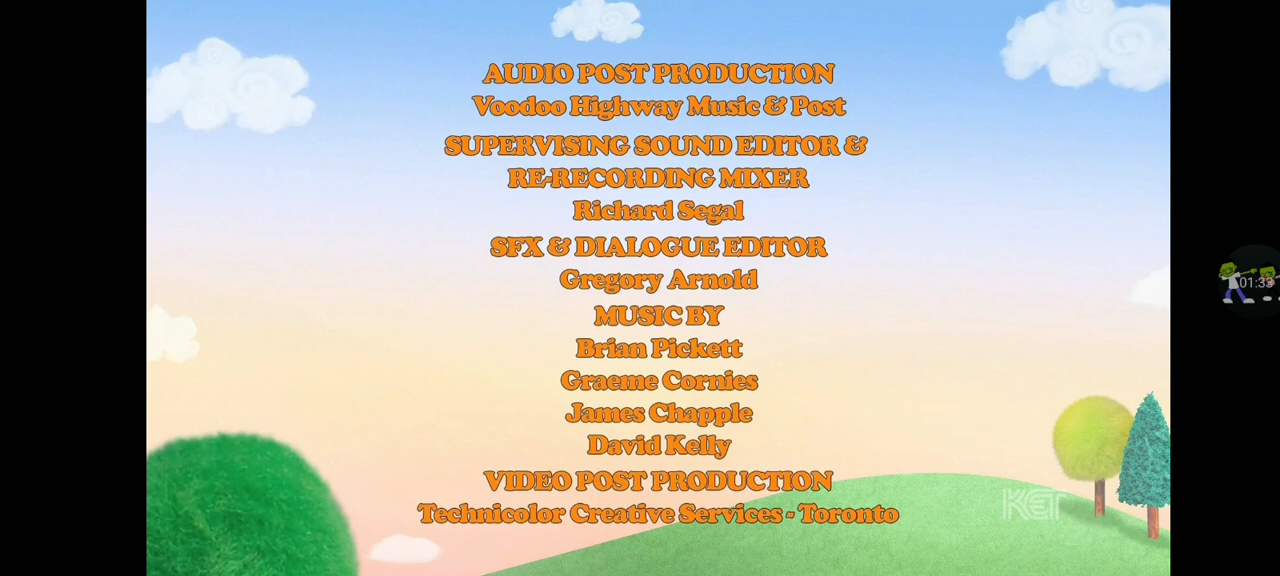 AUDIO POST PRODUCTION
Voodoo Highway Music & Post
SUPERVISING SOUND EDITOR &
RE-RECORDING MIXER
Richard Segal
SFX & DIALOGUE EDITOR
Gregory Arnold
MUSIC BY
Brian Pickett
Graeme Cornies
James Chapple
David Kelly
VIDEO POST PRODUCTION
Technicolor Creative Services - Toronto
KET
01:33